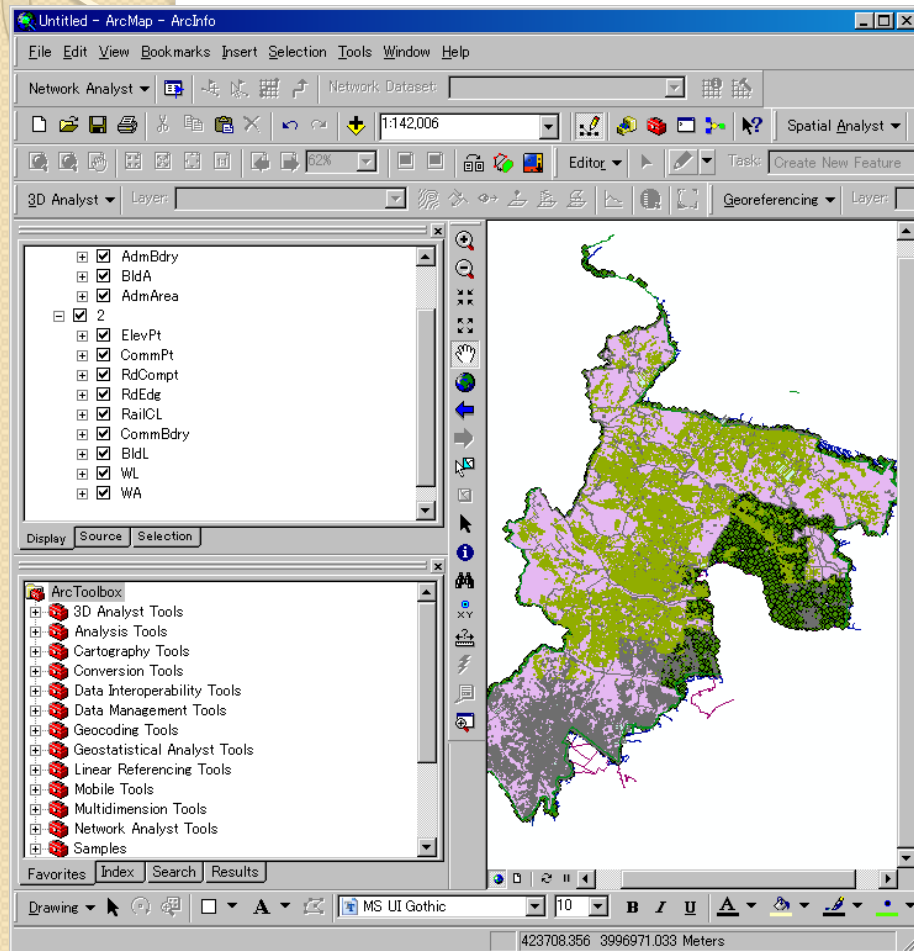 Untitled - ArcMap - ArcInfo
File Edit View Bookmarks Insert Selection Tools Window Help
Network Analyst Network Dataset:
1:142,006 Spatial Analyst
62% Editor Task: Create New Feature
3D Analyst Layer: Georeferencing Layer:
AdmBdry
BldA
AdmArea
2
ElevPt
CommPt
RdCompt
RdEdg
RailCL
CommBdry
BldL
WL
WA
Display Source Selection
ArcToolbox
3D Analyst Tools
Analysis Tools
Cartography Tools
Conversion Tools
Data Interoperability Tools
Data Management Tools
Geocoding Tools
Geostatistical Analyst Tools
Linear Referencing Tools
Mobile Tools
Multidimension Tools
Network Analyst Tools
Samples
Favorites Index Search Results
XY
Drawing A MS UI Gothic 10 B I U A
423708.356 3996971.033 Meters